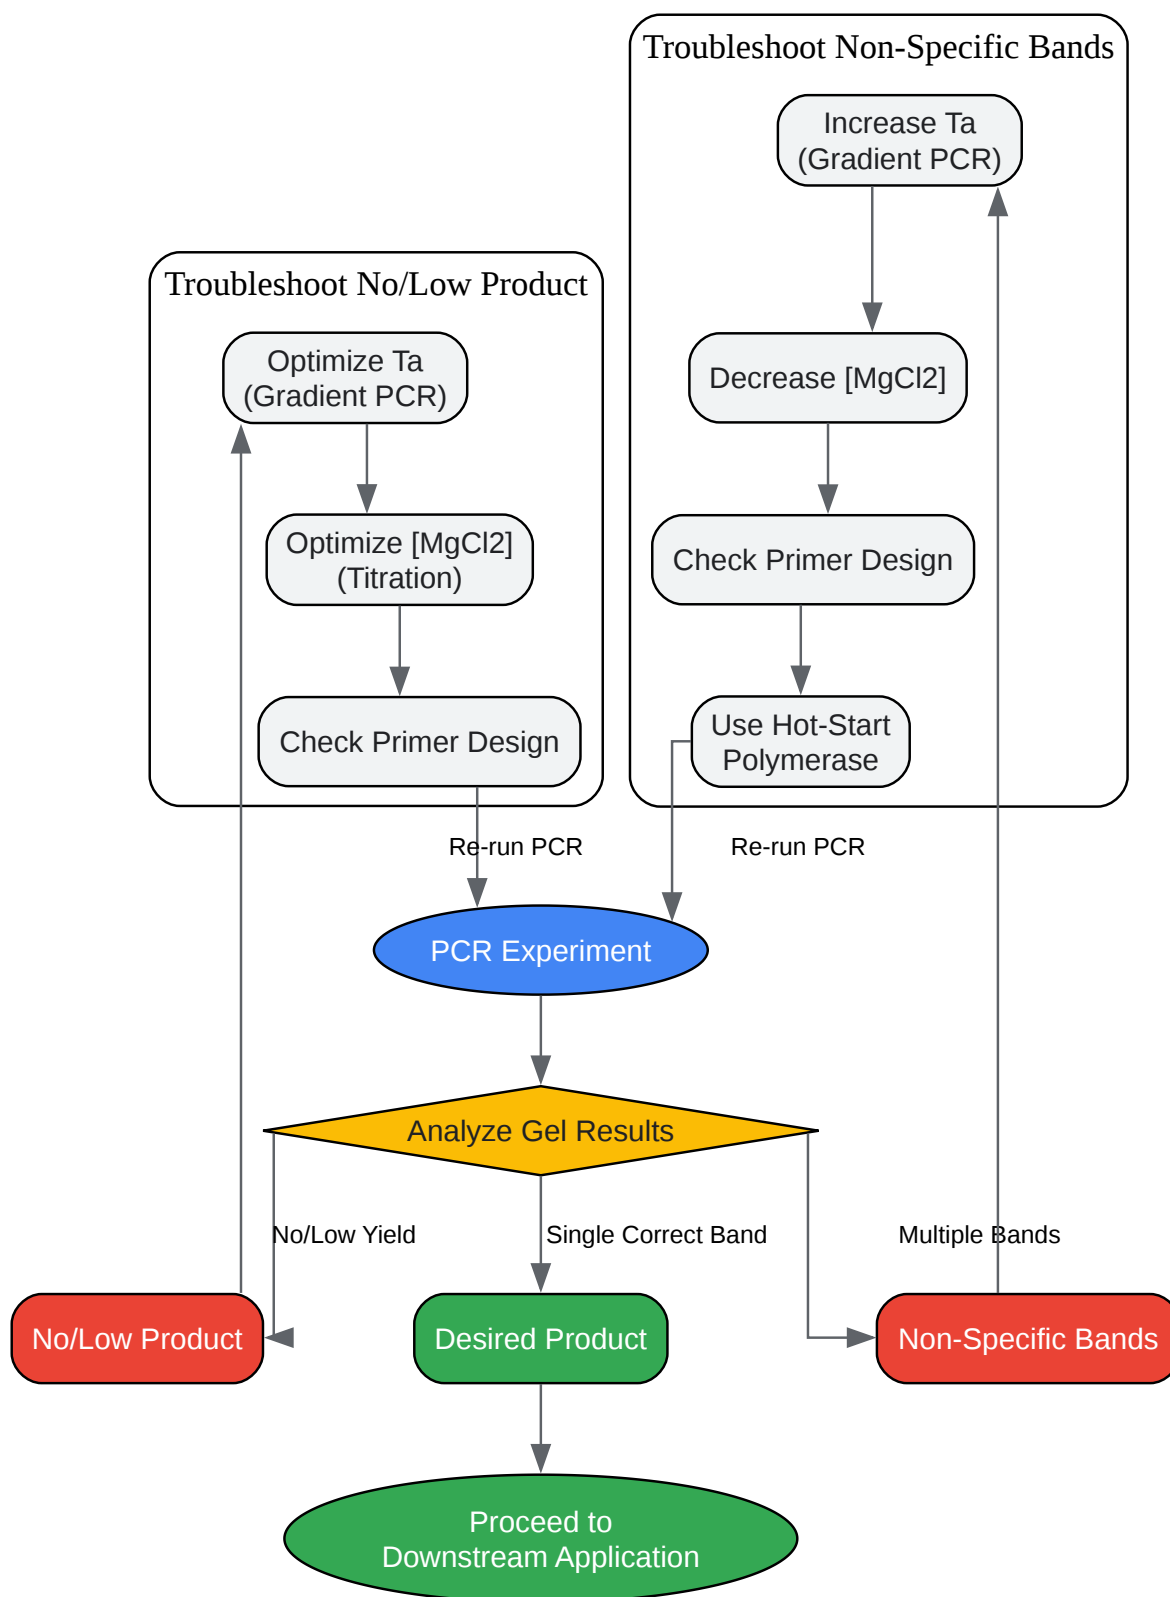 Troubleshoot Non-Specific Bands
Increase Ta
(Gradient PCR)
Decrease [MgCl2]
Check Primer Design
Use Hot-Start
Polymerase
Troubleshoot No/Low Product
Optimize Ta
(Gradient PCR)
Optimize [MgCl2]
(Titration)
Check Primer Design
Re-run PCR
Re-run PCR
PCR Experiment
Analyze Gel Results
No/Low Yield
Single Correct Band
Multiple Bands
No/Low Product
Desired Product
Non-Specific Bands
Proceed to
Downstream Application